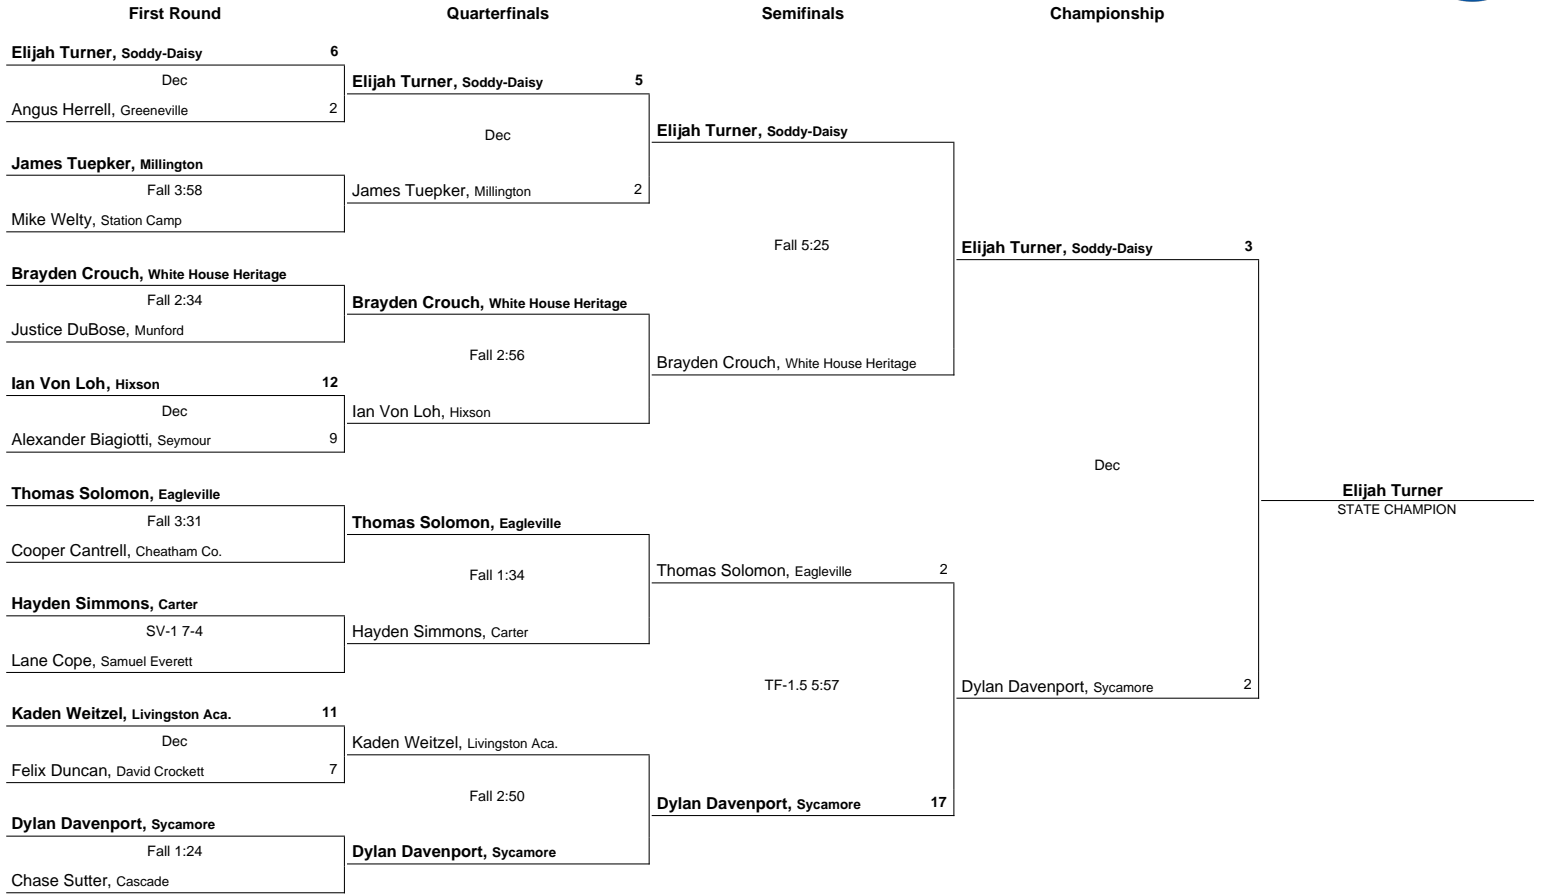 First Round
Quarterfinals
Semifinals
Championship
Elijah Turner, Soddy-Daisy 6
Dec
Angus Herrell, Greeneville 2
James Tuepker, Millington
Fall 3:58
Mike Welty, Station Camp
Brayden Crouch, White House Heritage
Fall 2:34
Justice DuBose, Munford
Ian Von Loh, Hixson 12
Dec
Alexander Biagiotti, Seymour 9
Thomas Solomon, Eagleville
Fall 3:31
Cooper Cantrell, Cheatham Co.
Hayden Simmons, Carter
SV-1 7-4
Lane Cope, Samuel Everett
Kaden Weitzel, Livingston Aca. 11
Dec
Felix Duncan, David Crockett 7
Dylan Davenport, Sycamore
Fall 1:24
Chase Sutter, Cascade
Elijah Turner, Soddy-Daisy 5
Dec
James Tuepker, Millington 2
Brayden Crouch, White House Heritage
Fall 2:56
Ian Von Loh, Hixson
Thomas Solomon, Eagleville
Fall 1:34
Hayden Simmons, Carter
Kaden Weitzel, Livingston Aca.
Fall 2:50
Dylan Davenport, Sycamore
Elijah Turner, Soddy-Daisy
Fall 5:25
Brayden Crouch, White House Heritage
Thomas Solomon, Eagleville 2
TF-1.5 5:57
Dylan Davenport, Sycamore 17
Elijah Turner, Soddy-Daisy 3
Dec
Dylan Davenport, Sycamore 2
Elijah Turner
STATE CHAMPION